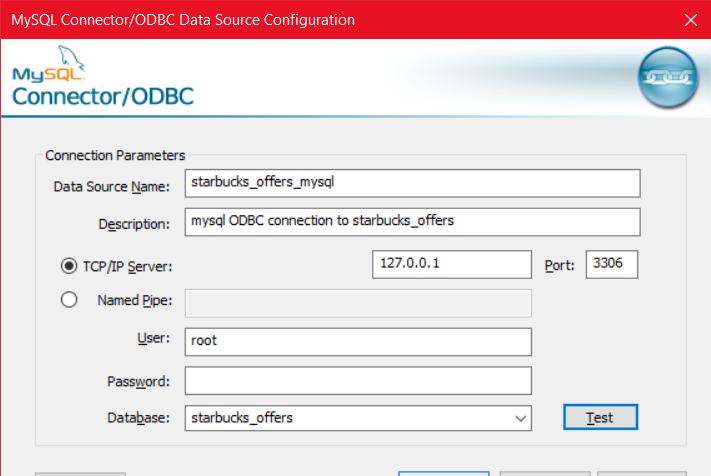 MySQL Connector/ODBC Data Source Configuration
MySQL
Connector/ODBC
Connection Parameters
Data Source Name: starbucks_offers_mysql
Description: mysql ODBC connection to starbucks_offers
TCP/IP Server: 127.0.0.1 Port: 3306
Named Pipe:
User: root
Password:
Database: starbucks_offers Test